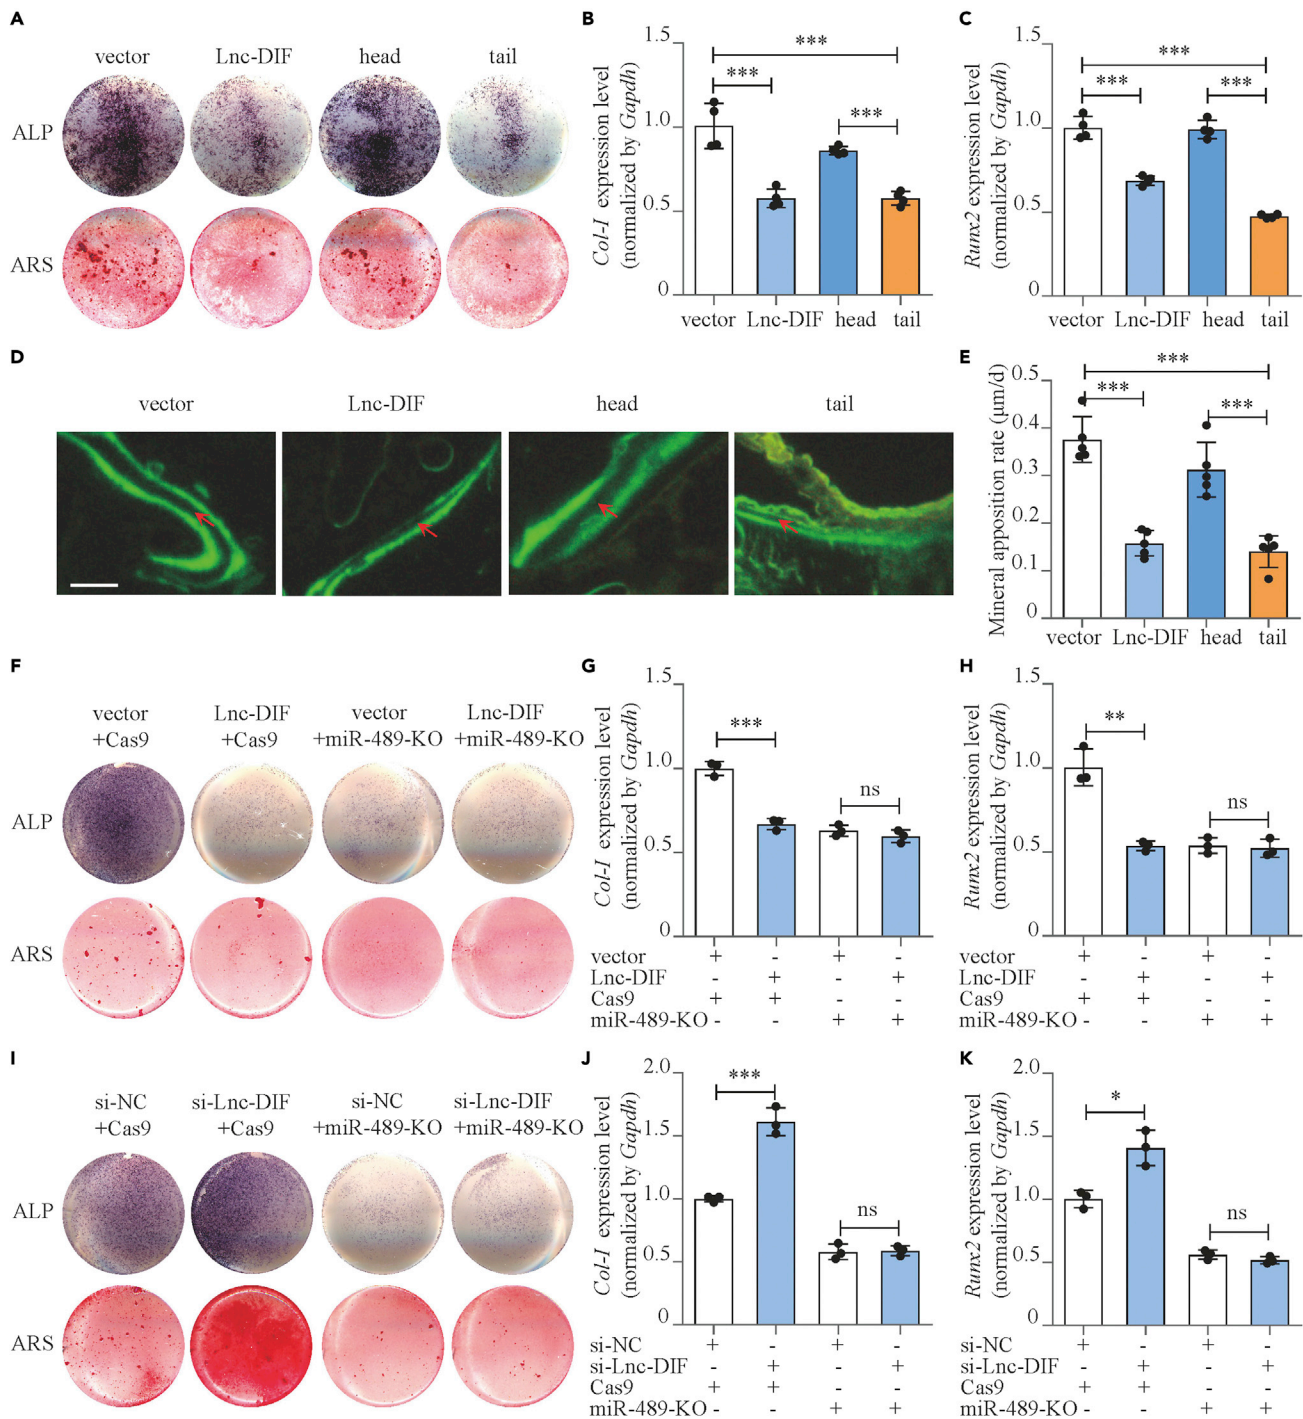 A
vector Lnc-DIF head tail
ALP
ARS
B
Col-I expression level
(normalized by Gapdh)
1.5
1.0
0.5
0
***
***
***
vector Lnc-DIF head tail
C
Runx2 expression level
(normalized by Gapdh)
1.5
1.0
0.5
0
***
***
***
vector Lnc-DIF head tail
D
vector Lnc-DIF head tail
E
Mineral apposition rate (μm/d)
0.5
0.4
0.3
0.2
0.1
0
***
***
***
vector Lnc-DIF head tail
F
vector Lnc-DIF vector Lnc-DIF
+Cas9 +Cas9 +miR-489-KO +miR-489-KO
ALP
ARS
G
Col-I expression level
(normalized by Gapdh)
1.5
1.0
0.5
0
***
ns
vector + - + -
Lnc-DIF - + - +
Cas9 + + - -
miR-489-KO - - + +
H
Runx2 expression level
(normalized by Gapdh)
1.5
1.0
0.5
0
**
ns
vector + - + -
Lnc-DIF - + - +
Cas9 + + - -
miR-489-KO - - + +
I
si-NC si-Lnc-DIF si-NC si-Lnc-DIF
+Cas9 +Cas9 +miR-489-KO +miR-489-KO
ALP
ARS
J
Col-I expression level
(normalized by Gapdh)
2.0
1.5
1.0
0.5
0
***
ns
si-NC + - + -
si-Lnc-DIF - + - +
Cas9 + + - -
miR-489-KO - - + +
K
Runx2 expression level
(normalized by Gapdh)
2.0
1.5
1.0
0.5
0
*
ns
si-NC + - + -
si-Lnc-DIF - + - +
Cas9 + + - -
miR-489-KO - - + +